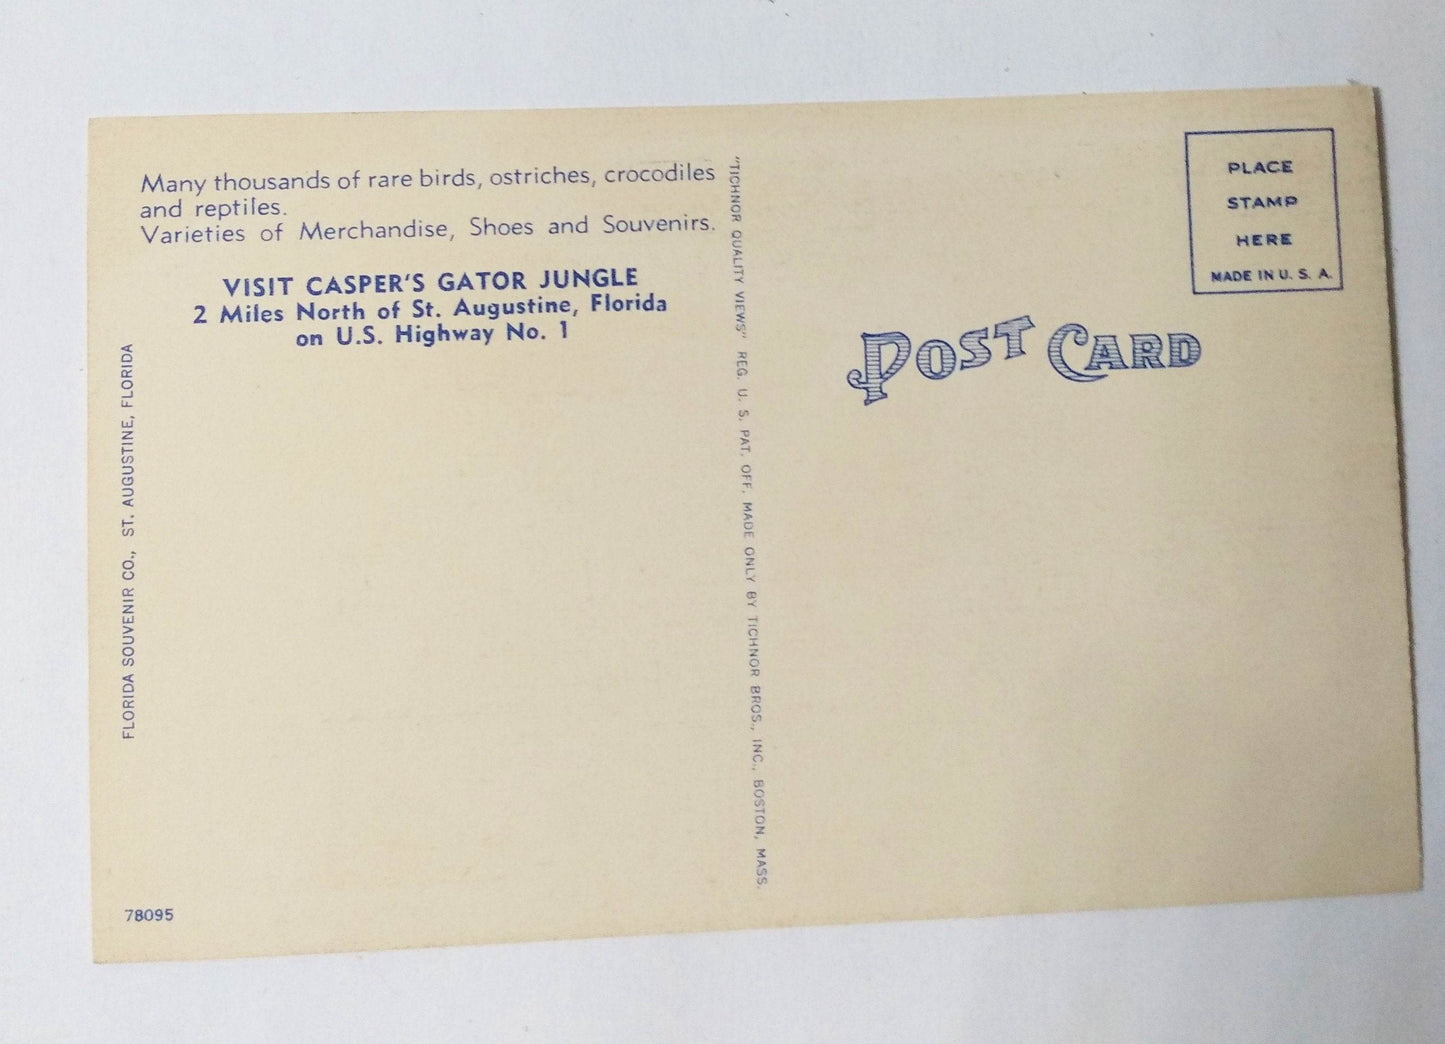 Many thousands of rare birds, ostriches, crocodiles
and reptiles.
Varieties of Merchandise, Shoes and Souvenirs.
VISIT CASPER'S GATOR JUNGLE
2 Miles North of St. Augustine, Florida
on U.S. Highway No. 1
FLORIDA SOUVENIR CO., ST. AUGUSTINE, FLORIDA
78095
"TICHNOR QUALITY VIEWS" REG. U. S. PAT. OFF. MADE ONLY BY TICHNOR BROS., INC., BOSTON, MASS.
POST CARD
PLACE
STAMP
HERE
MADE IN U. S. A.